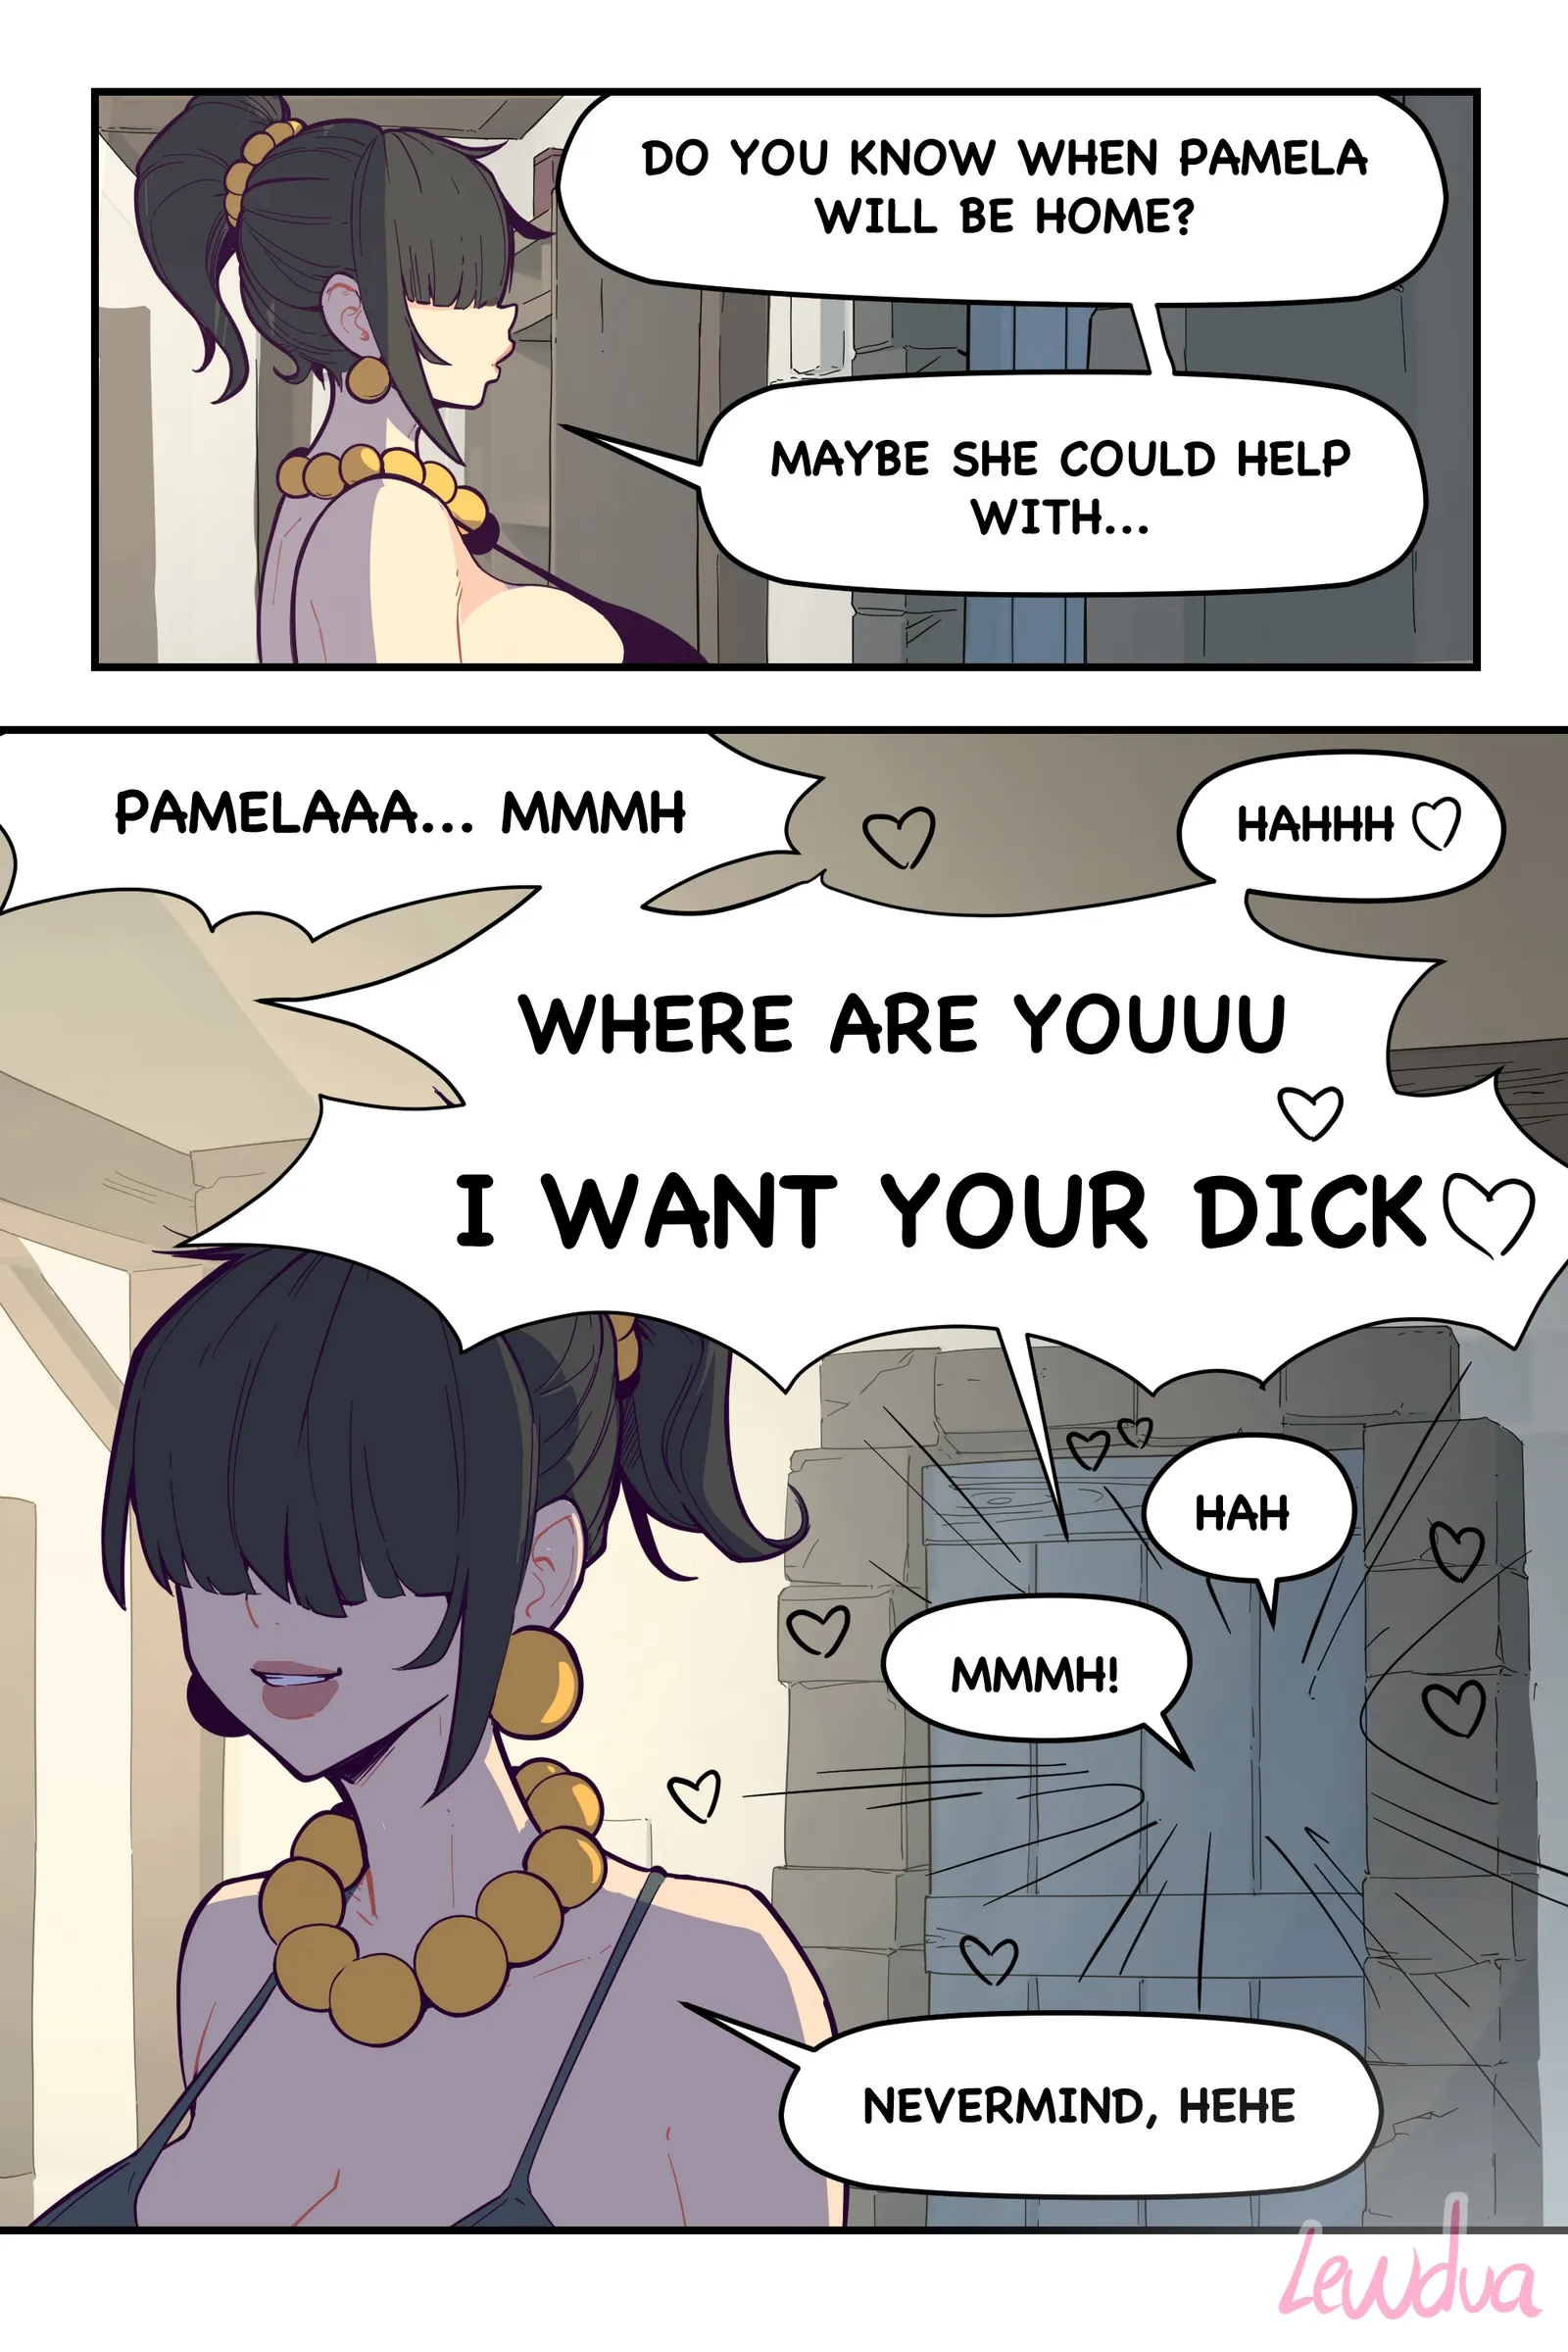 DO YOU KNOW WHEN PAMELA
WILL BE HOME?
MAYBE SHE COULD HELP
WITH...
PAMELAAA... MMMH
HAHHH ♡
WHERE ARE YOUUU
I WANT YOUR DICK♡
HAH
MMMH!
NEVERMIND, HEHE
Lewdua